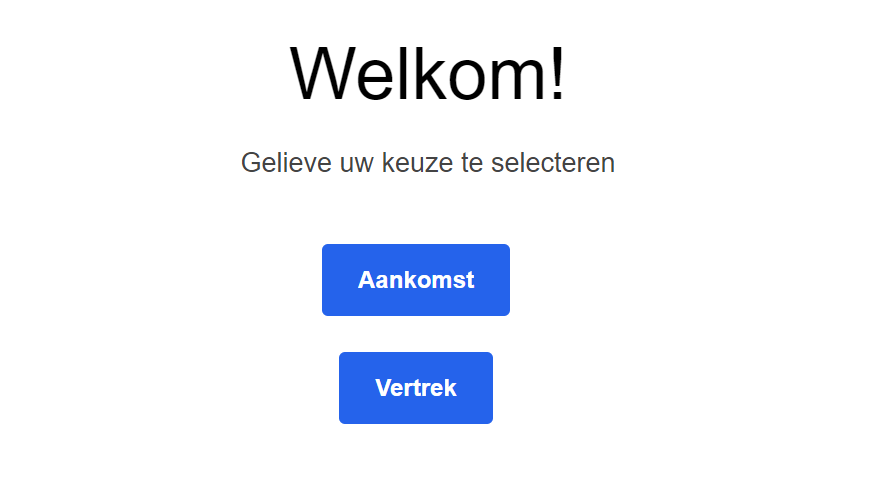 Welkom!
Gelieve uw keuze te selecteren
Aankomst
Vertrek